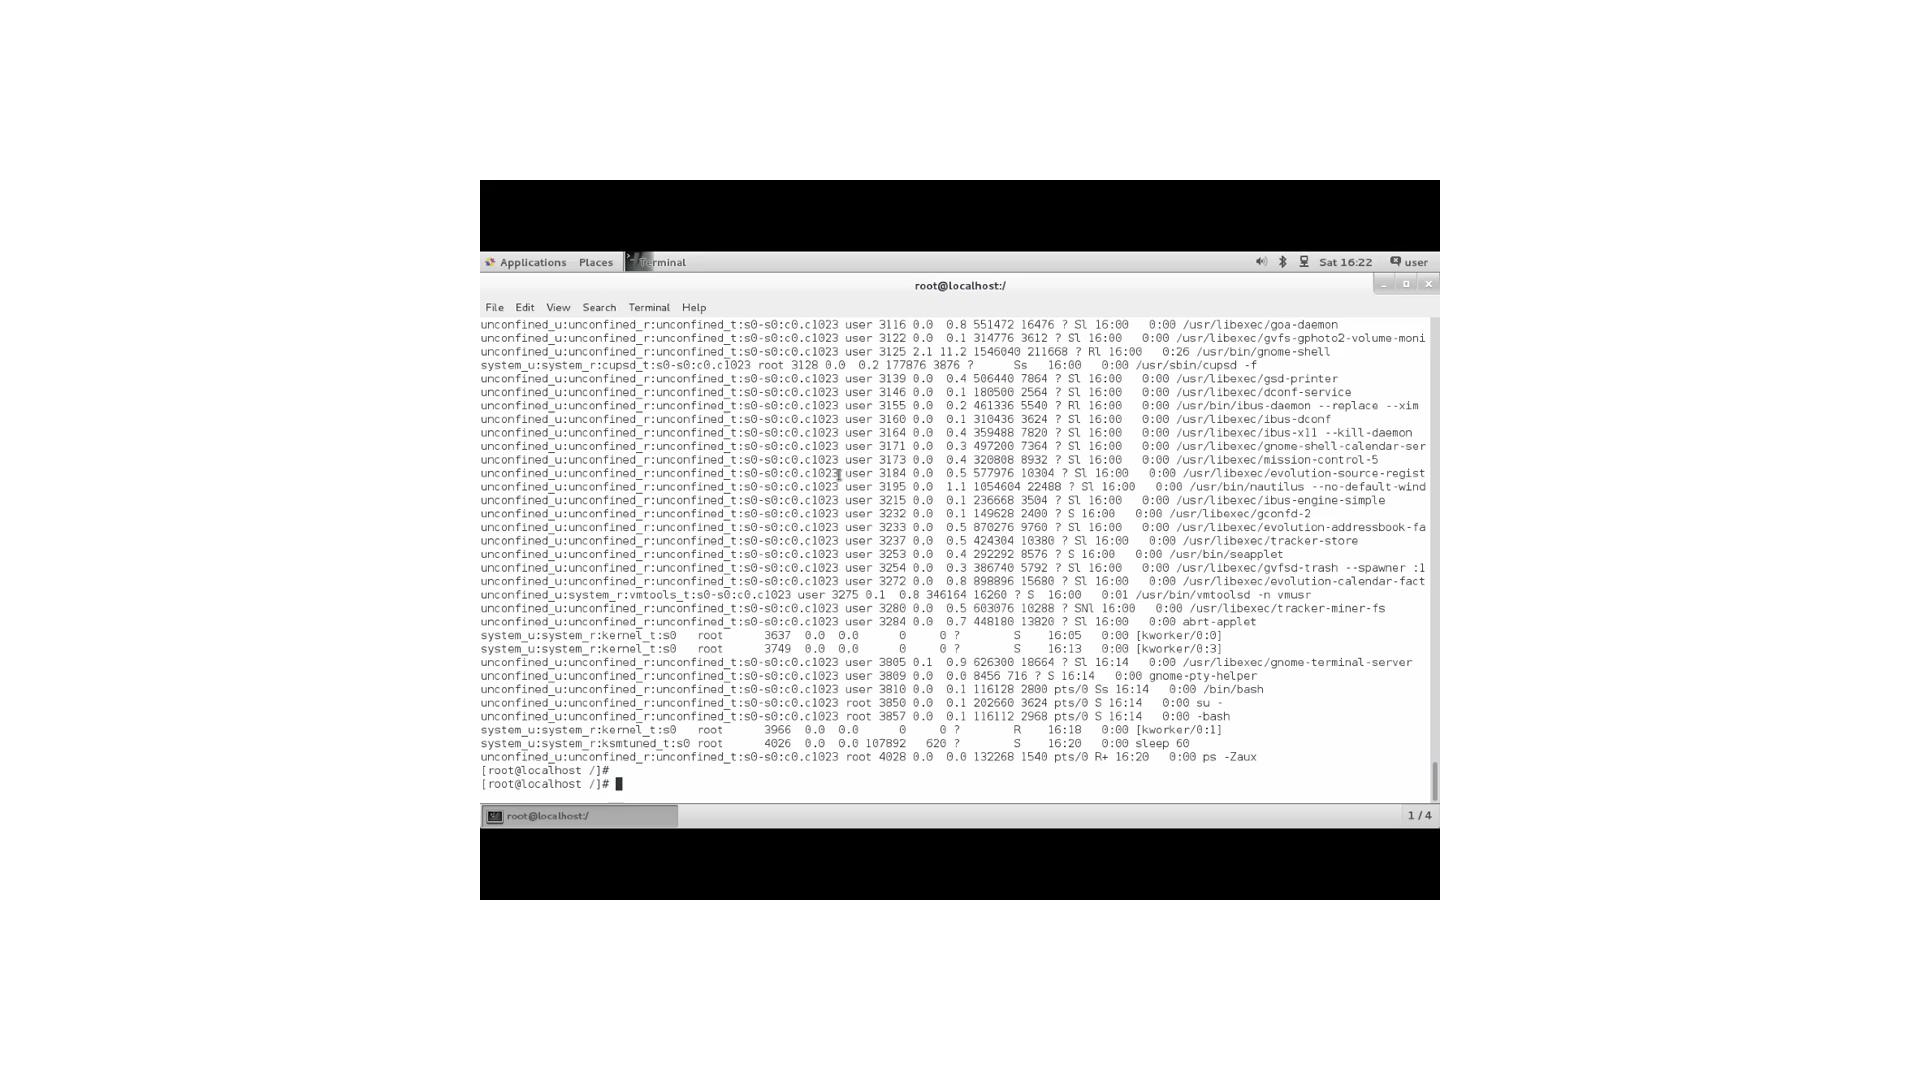 Applications Places Terminal Sat 16:22 user
root@localhost:/
File Edit View Search Terminal Help
unconfined_u:unconfined_r:unconfined_t:s0-s0:c0.c1023 user 3116 0.0  0.8 551472 16476 ? Sl 16:00   0:00 /usr/libexec/goa-daemon
unconfined_u:unconfined_r:unconfined_t:s0-s0:c0.c1023 user 3122 0.0  0.1 314776 3612 ? Sl 16:00   0:00 /usr/libexec/gvfs-gphoto2-volume-moni
unconfined_u:unconfined_r:unconfined_t:s0-s0:c0.c1023 user 3125 2.1 11.2 1546040 211668 ? Rl 16:00   0:26 /usr/bin/gnome-shell
system_u:system_r:cupsd_t:s0-s0:c0.c1023 root 3128 0.0  0.2 177876 3876 ?      Ss   16:00   0:00 /usr/sbin/cupsd -f
unconfined_u:unconfined_r:unconfined_t:s0-s0:c0.c1023 user 3139 0.0  0.4 506440 7864 ? Sl 16:00   0:00 /usr/libexec/gsd-printer
unconfined_u:unconfined_r:unconfined_t:s0-s0:c0.c1023 user 3146 0.0  0.1 180500 2564 ? Sl 16:00   0:00 /usr/libexec/dconf-service
unconfined_u:unconfined_r:unconfined_t:s0-s0:c0.c1023 user 3155 0.0  0.2 461336 5540 ? Rl 16:00   0:00 /usr/bin/ibus-daemon --replace --xim
unconfined_u:unconfined_r:unconfined_t:s0-s0:c0.c1023 user 3160 0.0  0.1 310436 3624 ? Sl 16:00   0:00 /usr/libexec/ibus-dconf
unconfined_u:unconfined_r:unconfined_t:s0-s0:c0.c1023 user 3164 0.0  0.4 359488 7820 ? Sl 16:00   0:00 /usr/libexec/ibus-x11 --kill-daemon
unconfined_u:unconfined_r:unconfined_t:s0-s0:c0.c1023 user 3171 0.0  0.3 497200 7364 ? Sl 16:00   0:00 /usr/libexec/gnome-shell-calendar-ser
unconfined_u:unconfined_r:unconfined_t:s0-s0:c0.c1023 user 3173 0.0  0.4 320808 8932 ? Sl 16:00   0:00 /usr/libexec/mission-control-5
unconfined_u:unconfined_r:unconfined_t:s0-s0:c0.c1023 user 3184 0.0  0.5 577976 10304 ? Sl 16:00   0:00 /usr/libexec/evolution-source-regist
unconfined_u:unconfined_r:unconfined_t:s0-s0:c0.c1023 user 3195 0.0  1.1 1054604 22488 ? Sl 16:00   0:00 /usr/bin/nautilus --no-default-wind
unconfined_u:unconfined_r:unconfined_t:s0-s0:c0.c1023 user 3215 0.0  0.1 236668 3504 ? Sl 16:00   0:00 /usr/libexec/ibus-engine-simple
unconfined_u:unconfined_r:unconfined_t:s0-s0:c0.c1023 user 3232 0.0  0.1 149628 2400 ? S 16:00   0:00 /usr/libexec/gconfd-2
unconfined_u:unconfined_r:unconfined_t:s0-s0:c0.c1023 user 3233 0.0  0.5 870276 9760 ? Sl 16:00   0:00 /usr/libexec/evolution-addressbook-fa
unconfined_u:unconfined_r:unconfined_t:s0-s0:c0.c1023 user 3237 0.0  0.5 424304 10380 ? Sl 16:00   0:00 /usr/libexec/tracker-store
unconfined_u:unconfined_r:unconfined_t:s0-s0:c0.c1023 user 3253 0.0  0.4 292292 8576 ? S 16:00   0:00 /usr/bin/seapplet
unconfined_u:unconfined_r:unconfined_t:s0-s0:c0.c1023 user 3254 0.0  0.3 386740 5792 ? Sl 16:00   0:00 /usr/libexec/gvfsd-trash --spawner :1
unconfined_u:unconfined_r:unconfined_t:s0-s0:c0.c1023 user 3272 0.0  0.8 898896 15680 ? Sl 16:00   0:00 /usr/libexec/evolution-calendar-fact
unconfined_u:system_r:vmtools_t:s0-s0:c0.c1023 user 3275 0.1  0.8 346164 16260 ? S  16:00   0:01 /usr/bin/vmtoolsd -n vmusr
unconfined_u:unconfined_r:unconfined_t:s0-s0:c0.c1023 user 3280 0.0  0.5 603076 10288 ? SNl 16:00   0:00 /usr/libexec/tracker-miner-fs
unconfined_u:unconfined_r:unconfined_t:s0-s0:c0.c1023 user 3284 0.0  0.7 448180 13820 ? Sl 16:00   0:00 abrt-applet
system_u:system_r:kernel_t:s0   root      3637  0.0  0.0      0     0 ?        S    16:05   0:00 [kworker/0:0]
system_u:system_r:kernel_t:s0   root      3749  0.0  0.0      0     0 ?        S    16:13   0:00 [kworker/0:3]
unconfined_u:unconfined_r:unconfined_t:s0-s0:c0.c1023 user 3805 0.1  0.9 626300 18664 ? Sl 16:14   0:00 /usr/libexec/gnome-terminal-server
unconfined_u:unconfined_r:unconfined_t:s0-s0:c0.c1023 user 3809 0.0  0.0 8456 716 ? S 16:14   0:00 gnome-pty-helper
unconfined_u:unconfined_r:unconfined_t:s0-s0:c0.c1023 user 3810 0.0  0.1 116128 2800 pts/0 Ss 16:14   0:00 /bin/bash
unconfined_u:unconfined_r:unconfined_t:s0-s0:c0.c1023 root 3850 0.0  0.1 202660 3624 pts/0 S 16:14   0:00 su -
unconfined_u:unconfined_r:unconfined_t:s0-s0:c0.c1023 root 3857 0.0  0.1 116112 2968 pts/0 S 16:14   0:00 -bash
system_u:system_r:kernel_t:s0   root      3966  0.0  0.0      0     0 ?        R    16:18   0:00 [kworker/0:1]
system_u:system_r:ksmtuned_t:s0 root      4026  0.0  0.0 107892   620 ?        S    16:20   0:00 sleep 60
unconfined_u:unconfined_r:unconfined_t:s0-s0:c0.c1023 root 4028 0.0  0.0 132268 1540 pts/0 R+ 16:20   0:00 ps -Zaux
[root@localhost /]#
[root@localhost /]#
root@localhost:/ 1 / 4